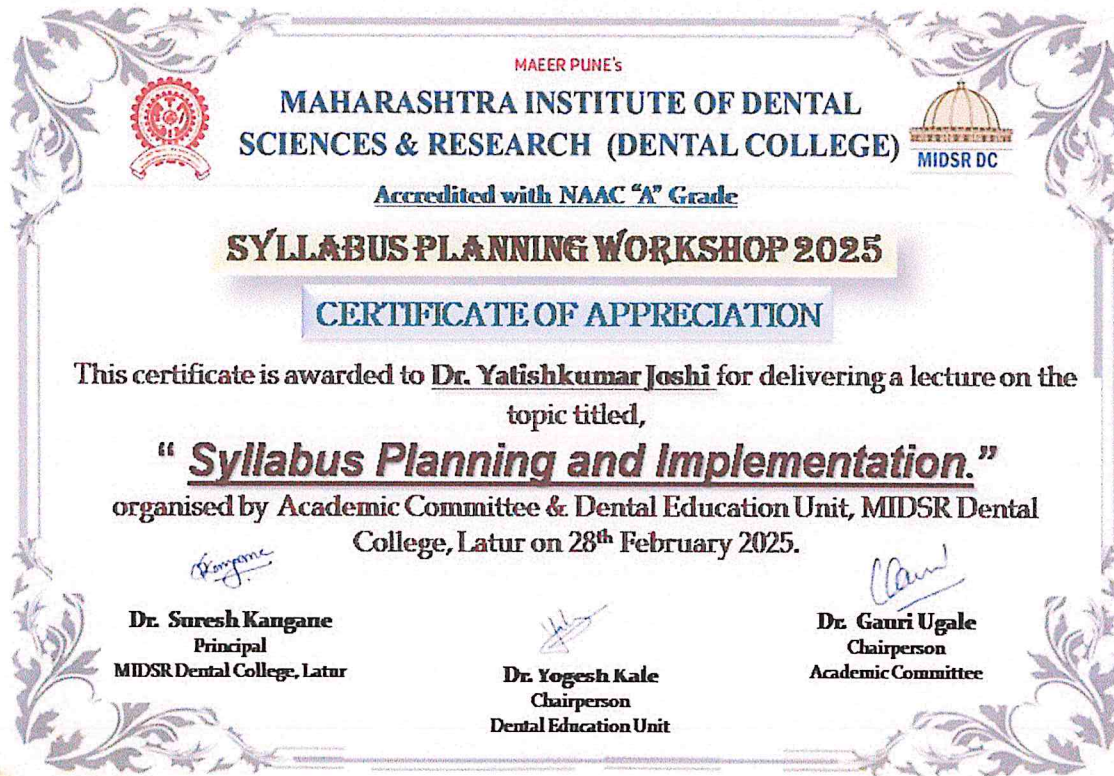 MAEER PUNE's
MAHARASHTRA INSTITUTE OF DENTAL
SCIENCES & RESEARCH (DENTAL COLLEGE)
MIDSR DC
Accredited with NAAC "A" Grade
SYLLABUS PLANNING WORKSHOP 2025
CERTIFICATE OF APPRECIATION
This certificate is awarded to Dr. Yatishkumar Joshi for delivering a lecture on the
topic titled,
" Syllabus Planning and Implementation."
organised by Academic Committee & Dental Education Unit, MIDSR Dental
College, Latur on 28th February 2025.
Dr. Suresh Kangane
Principal
MIDSR Dental College, Latur
Dr. Yogesh Kale
Chairperson
Dental Education Unit
Dr. Gauri Ugale
Chairperson
Academic Committee